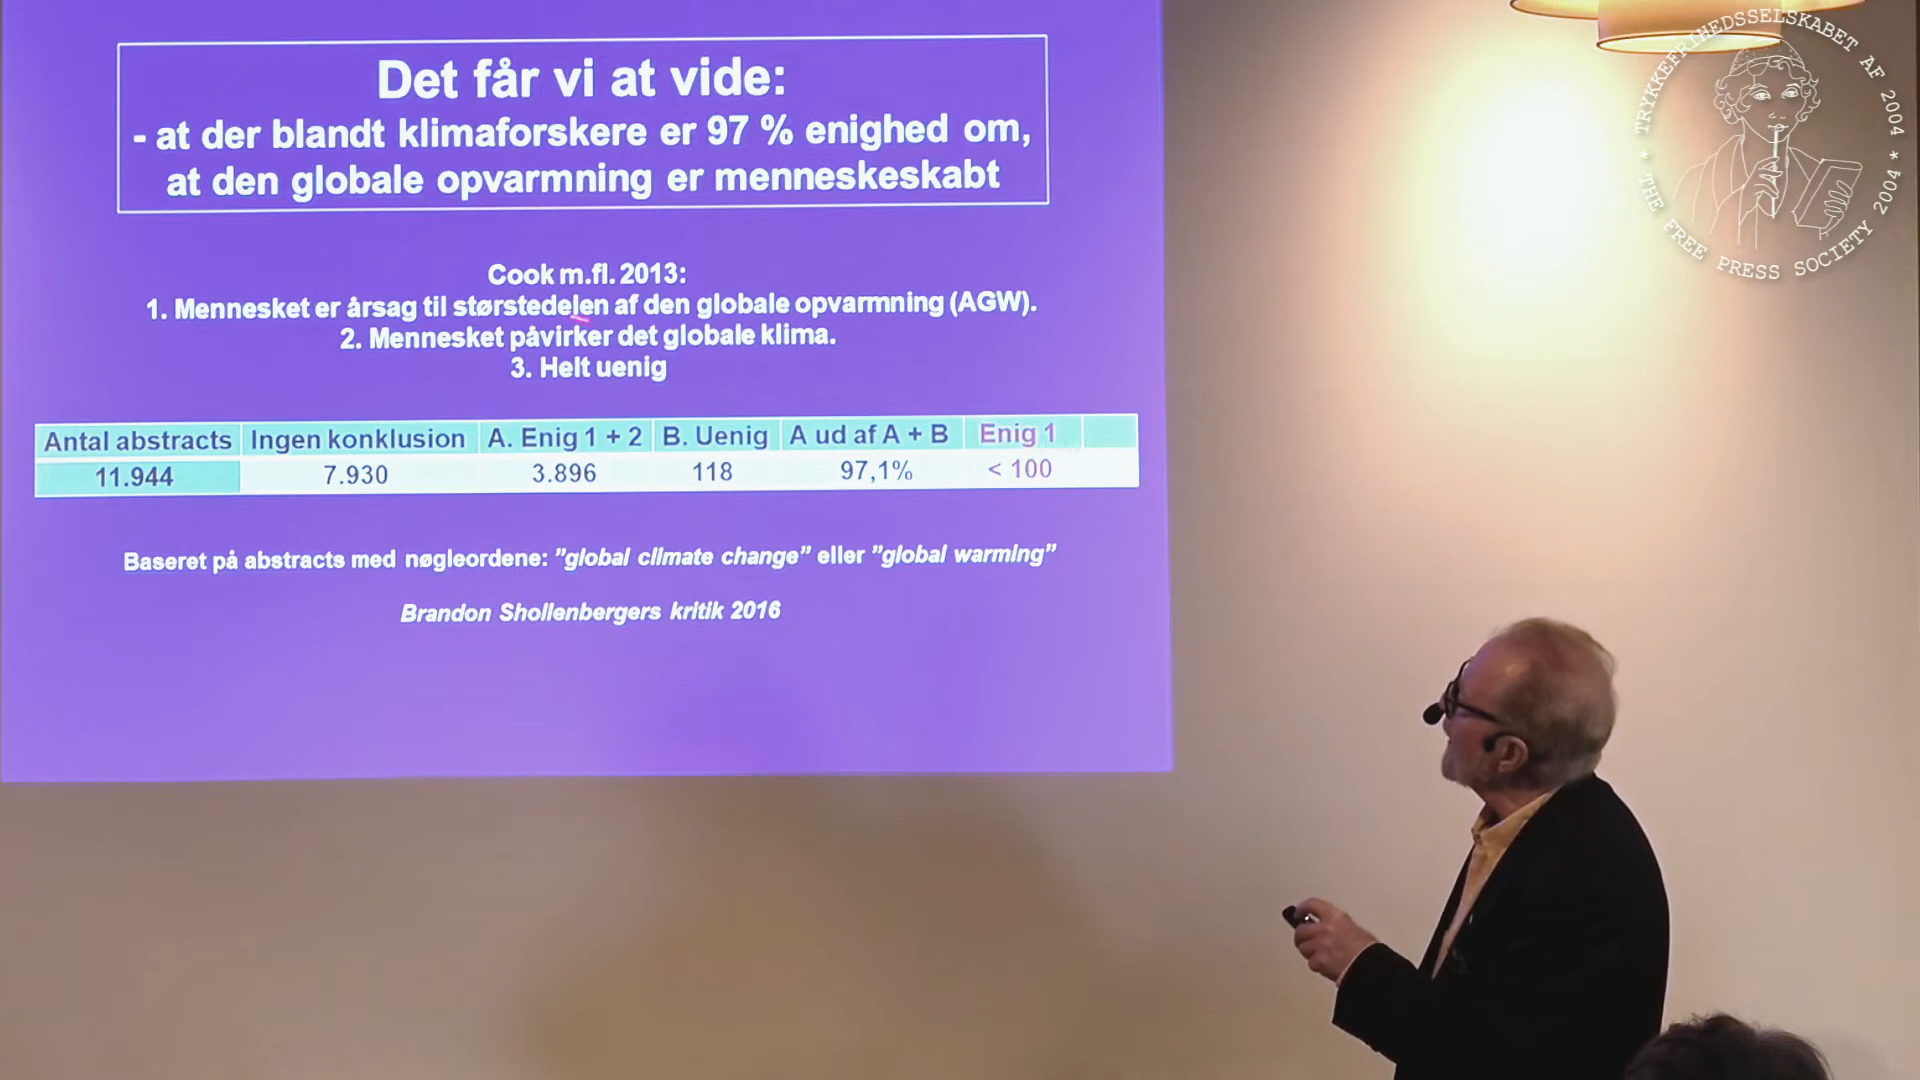 Det får vi at vide:
- at der blandt klimaforskere er 97 % enighed om,
at den globale opvarmning er menneskeskabt
Cook m.fl. 2013:
1. Mennesket er årsag til størstedelen af den globale opvarmning (AGW).
2. Mennesket påvirker det globale klima.
3. Helt uenig
Antal abstracts Ingen konklusion A. Enig 1 + 2 B. Uenig A ud af A + B Enig 1
11.944 7.930 3.896 118 97,1% < 100
Baseret på abstracts med nøgleordene: "global climate change" eller "global warming"
Brandon Shollenbergers kritik 2016
* TRYKKEFRIHEDSSELSKABET AF 2004 *
THE FREE PRESS SOCIETY 2004